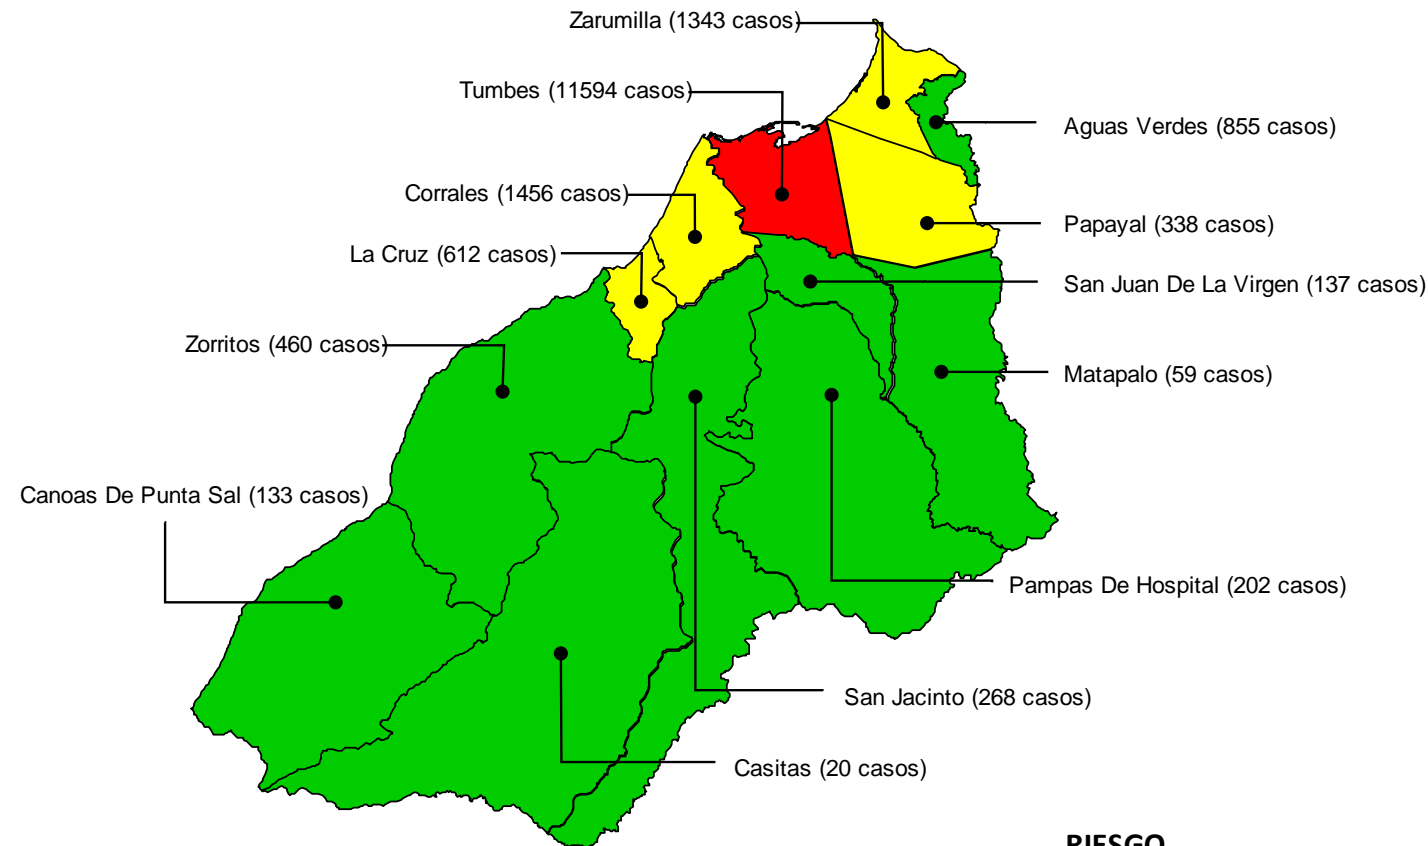 Zarumilla (1343 casos)
Tumbes (11594 casos)
Aguas Verdes (855 casos)
Corrales (1456 casos)
Papayal (338 casos)
La Cruz (612 casos)
San Juan De La Virgen (137 casos)
Zorritos (460 casos)
Matapalo (59 casos)
Canoas De Punta Sal (133 casos)
Pampas De Hospital (202 casos)
San Jacinto (268 casos)
Casitas (20 casos)
RIESGO